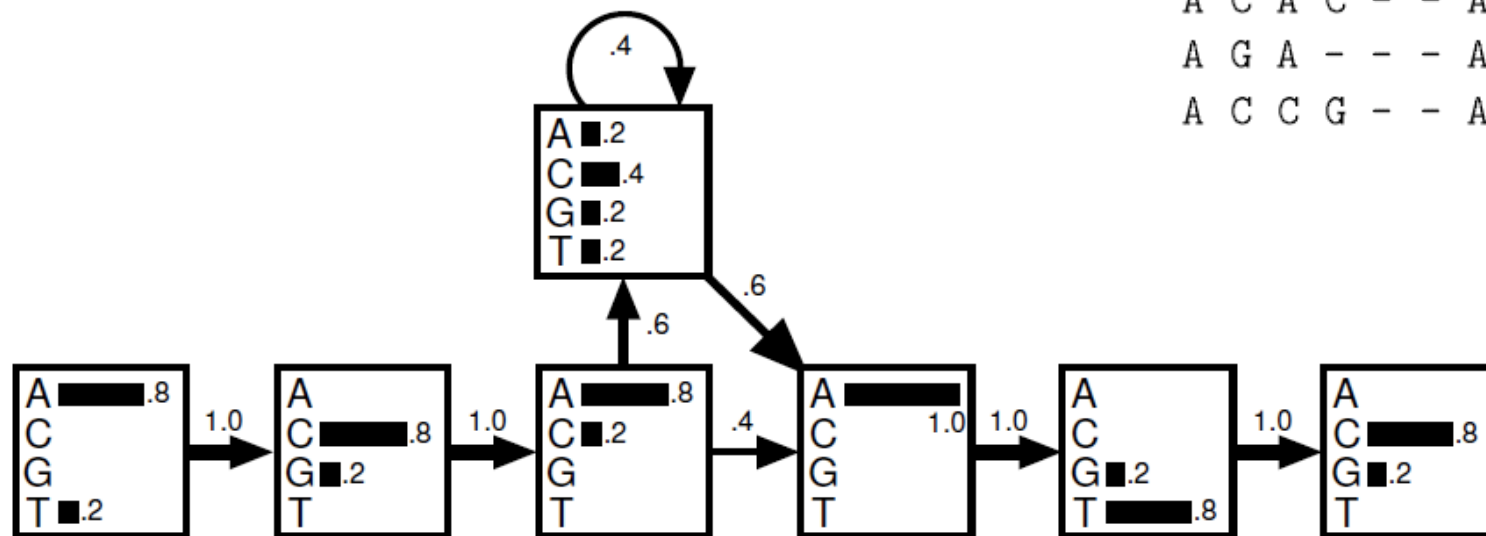 A C A C - - A
A G A - - - A
A C C G - - A
.4
A .2
C .4
G .2
T .2
.6
.6
A .8
C
G
T .2
1.0
A
C .8
G .2
T
1.0
A .8
C .2
G
T
.4
A
C 1.0
G
T
1.0
A
C
G .2
T .8
1.0
A
C .8
G .2
T